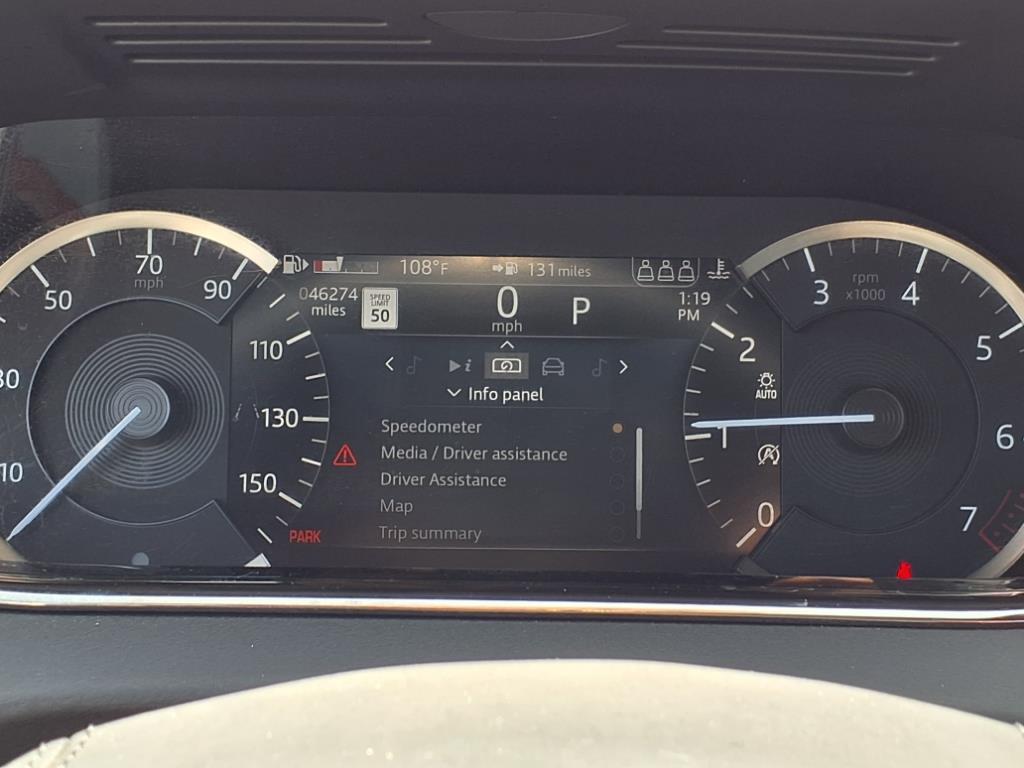 108°F
131 miles
046274
miles
SPEED
LIMIT
50
0
mph
P
1:19
PM
i
Info panel
Speedometer
Media / Driver assistance
Driver Assistance
Map
Trip summary
PARK
10
30
50
70
mph
90
110
130
150
0
1
2
3
4
5
6
7
rpm
x1000
AUTO
A